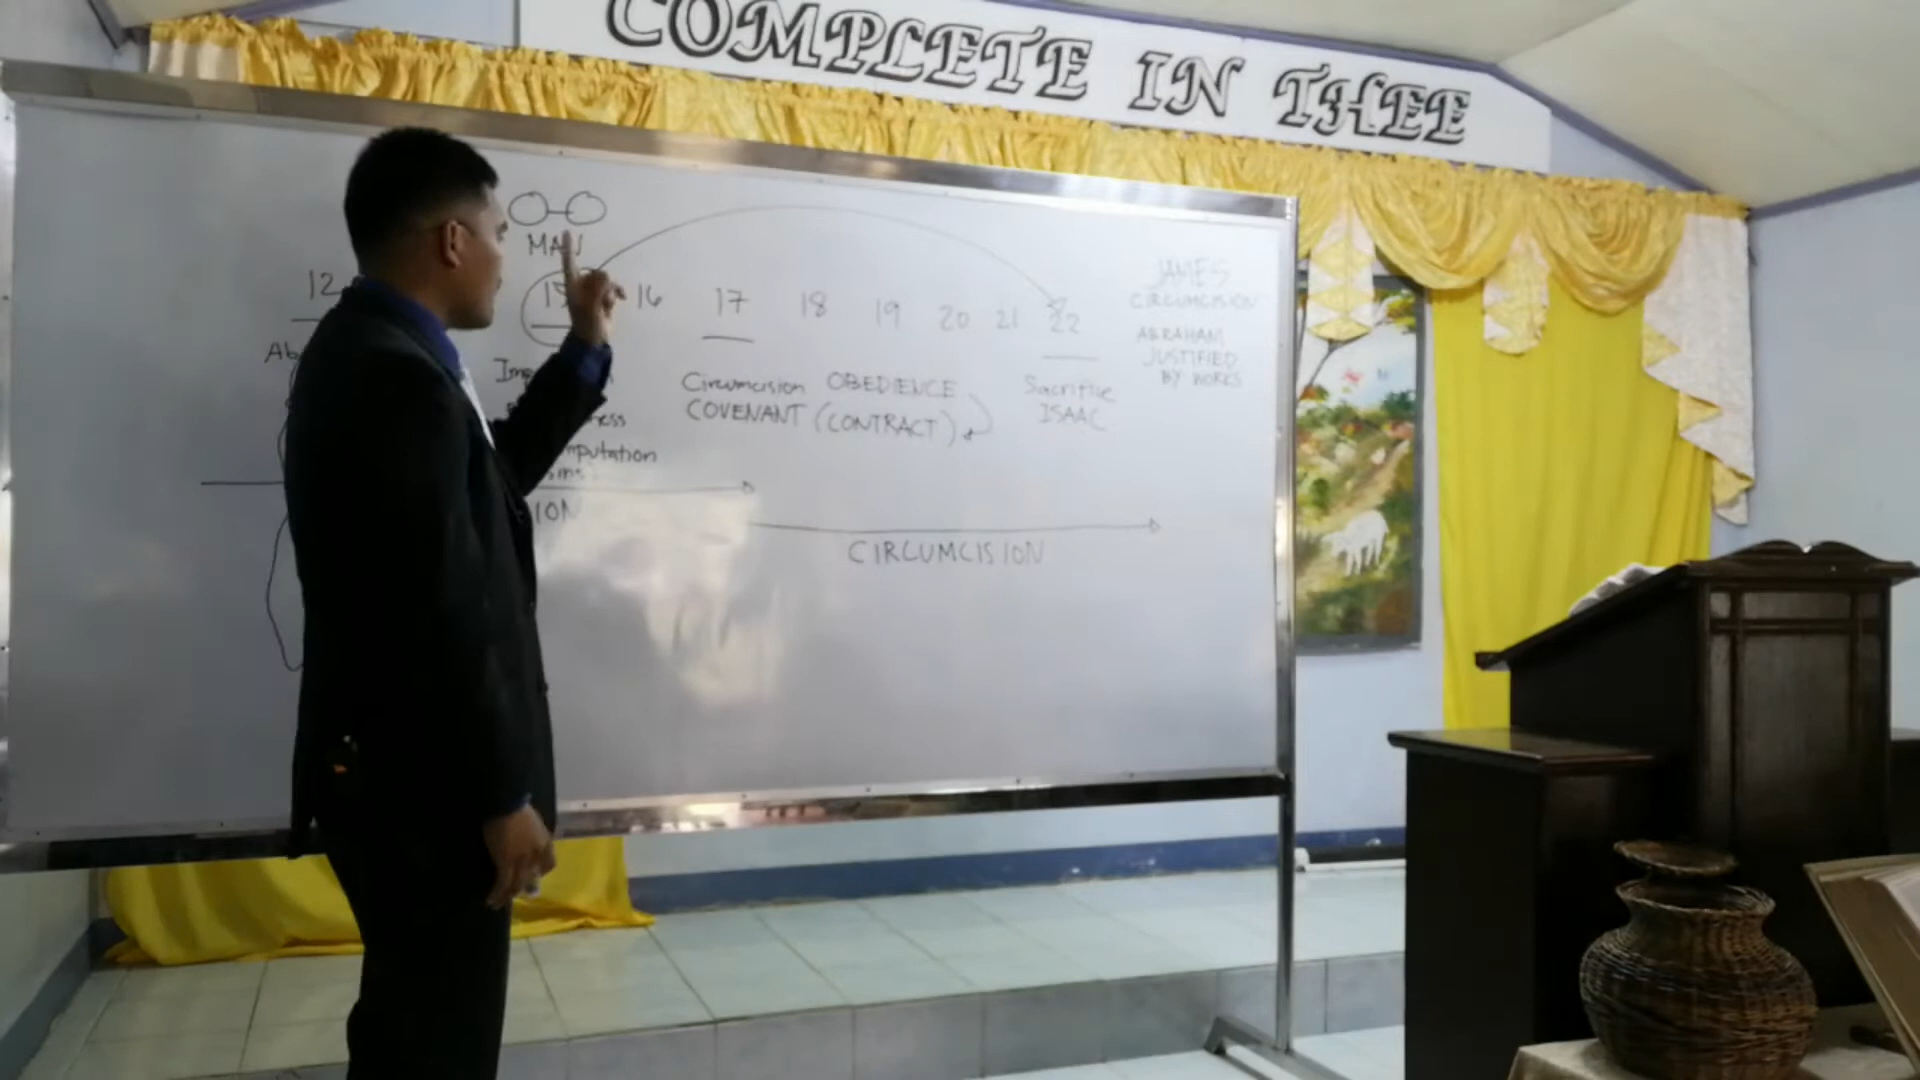 COMPLETE IN THEE
MAN
12 15 16 17 18 19 20 21 22
JAMES
CIRCUMCISION
ABRAHAM
JUSTIFIED
BY WORKS
Circumcision OBEDIENCE
COVENANT (CONTRACT)
Sacrifice
ISAAC
CIRCUMCISION